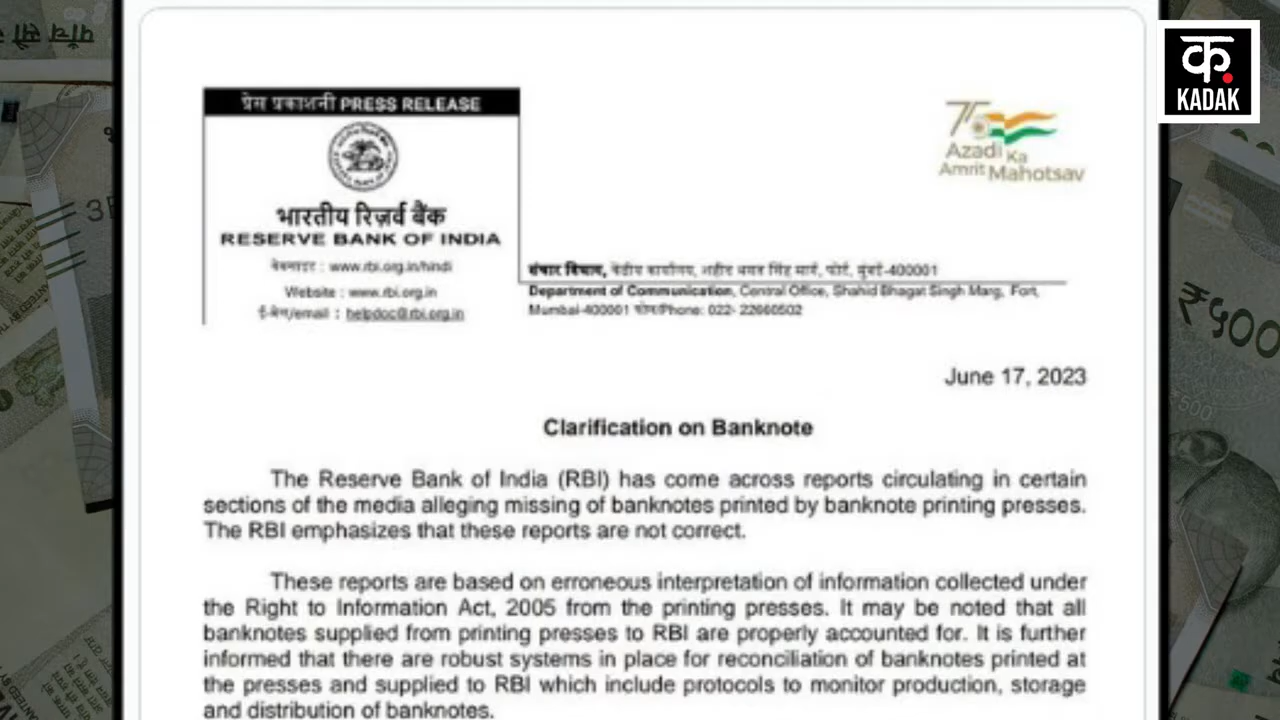 क.
KADAK
प्रेस प्रकाशनी PRESS RELEASE
75
Azadi Ka
Amrit Mahotsav
भारतीय रिज़र्व बैंक
RESERVE BANK OF INDIA
वेबसाइट : www.rbi.org.in/hindi
Website : www.rbi.org.in
ई-मेल/email : helpdoc@rbi.org.in
संचार विभाग, केंद्रीय कार्यालय, शहीद भगत सिंह मार्ग, फोर्ट, मुंबई-400001
Department of Communication, Central Office, Shahid Bhagat Singh Marg, Fort,
Mumbai-400001 फोन/Phone: 022- 22660502
June 17, 2023
Clarification on Banknote
The Reserve Bank of India (RBI) has come across reports circulating in certain
sections of the media alleging missing of banknotes printed by banknote printing presses.
The RBI emphasizes that these reports are not correct.
These reports are based on erroneous interpretation of information collected under
the Right to Information Act, 2005 from the printing presses. It may be noted that all
banknotes supplied from printing presses to RBI are properly accounted for. It is further
informed that there are robust systems in place for reconciliation of banknotes printed at
the presses and supplied to RBI which include protocols to monitor production, storage
and distribution of banknotes.
पाँच सौ
₹५००
₹500